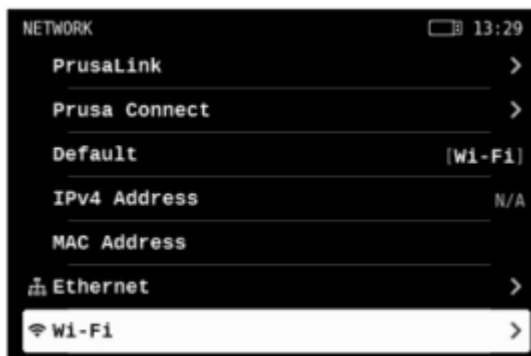 NETWORK 13:29
PrusaLink
Prusa Connect
Default [Wi-Fi]
IPv4 Address N/A
MAC Address
Ethernet
Wi-Fi